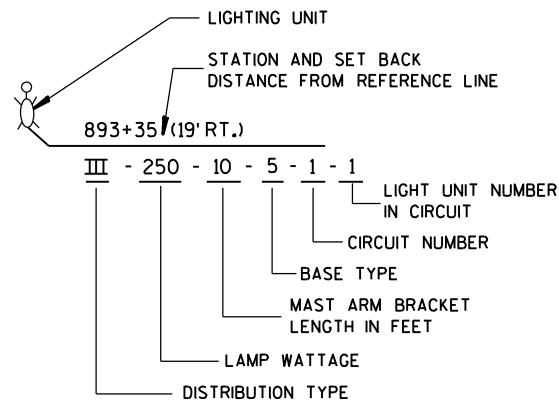 LIGHTING UNIT
STATION AND SET BACK
DISTANCE FROM REFERENCE LINE
893+35 (19' RT.)
III - 250 - 10 - 5 - 1 - 1
LIGHT UNIT NUMBER
IN CIRCUIT
CIRCUIT NUMBER
BASE TYPE
MAST ARM BRACKET
LENGTH IN FEET
LAMP WATTAGE
DISTRIBUTION TYPE